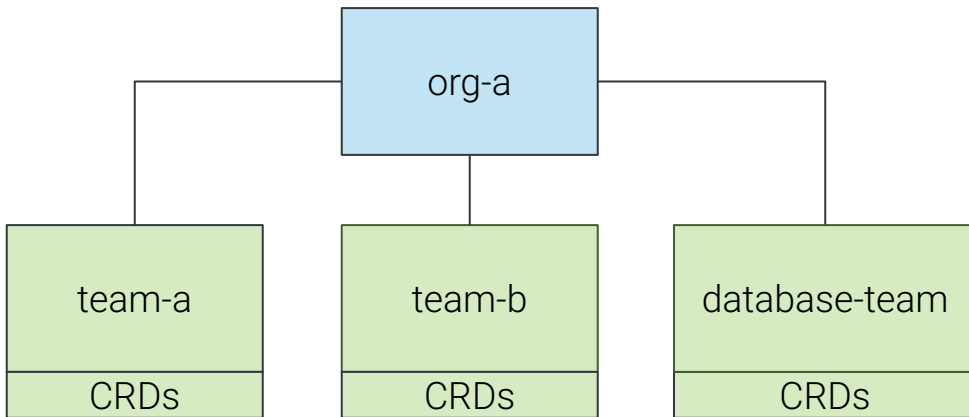 org-a
team-a
team-b
database-team
CRDs
CRDs
CRDs